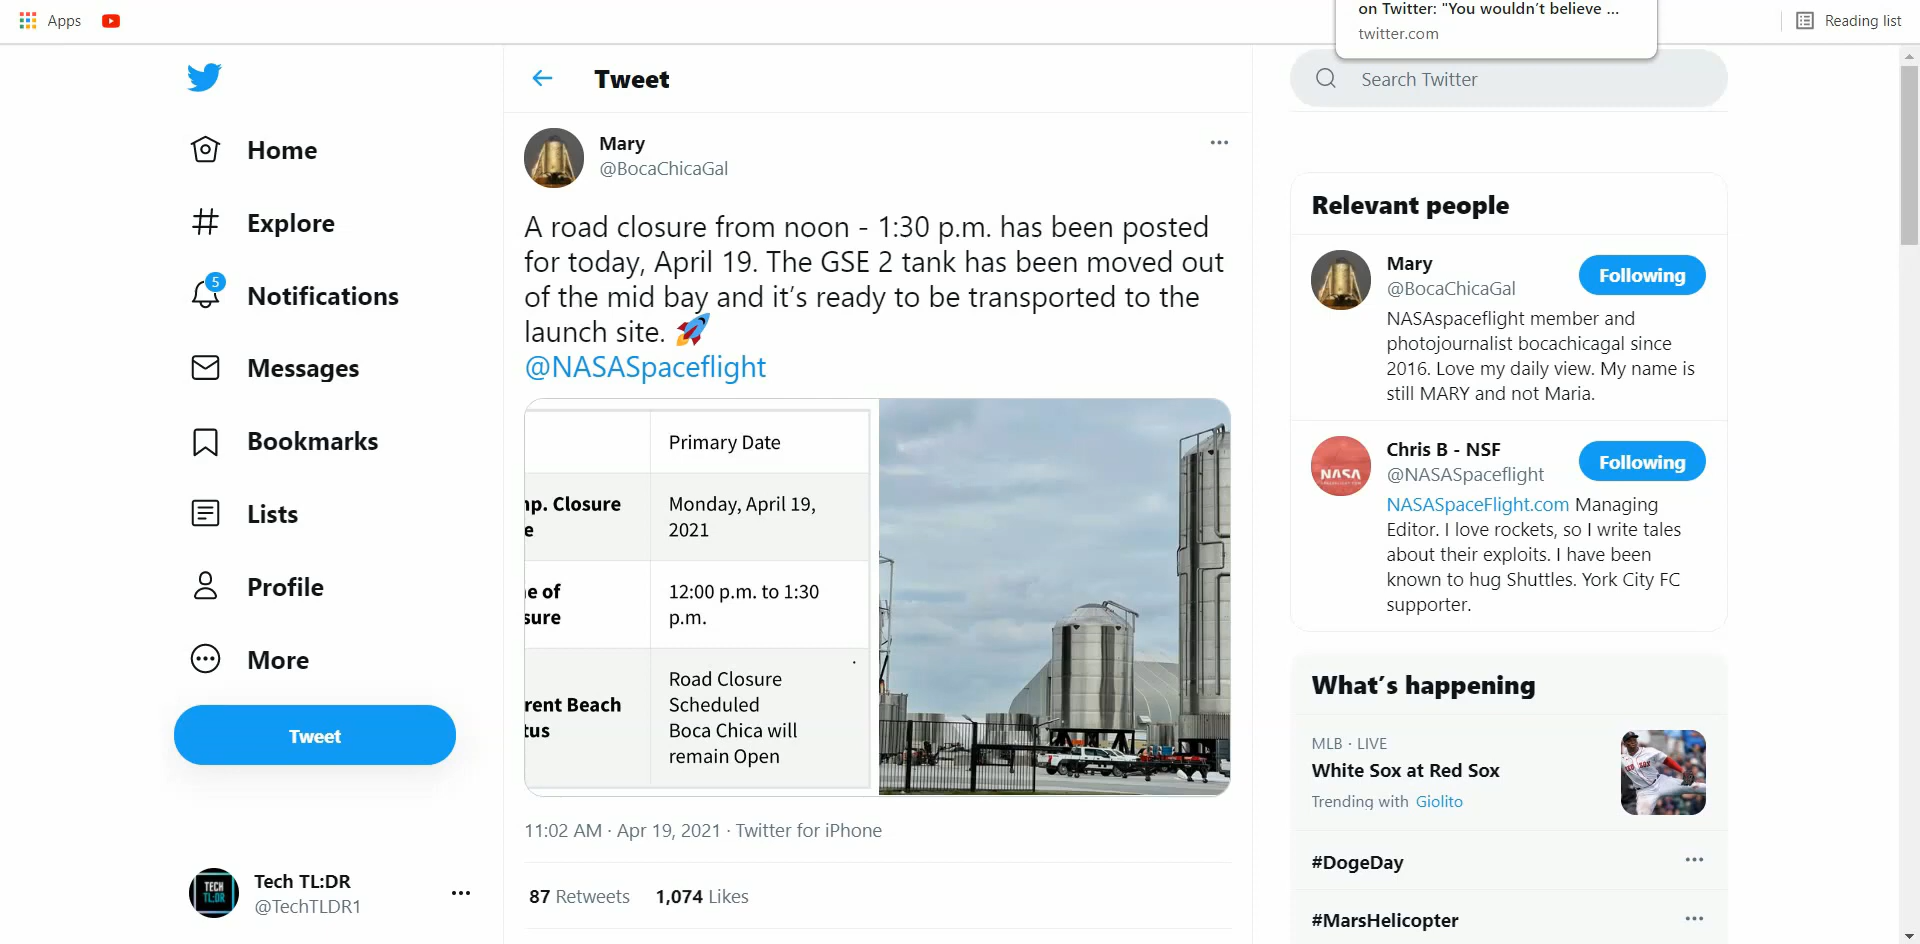 Apps
on Twitter: "You wouldn't believe ...
twitter.com
Reading list
Tweet
Search Twitter
Home
Explore
5
Notifications
Messages
Bookmarks
Lists
Profile
More
Tweet
Tech TL:DR
@TechTLDR1
TECH
TL:DR
Mary
@BocaChicaGal
A road closure from noon - 1:30 p.m. has been posted
for today, April 19. The GSE 2 tank has been moved out
of the mid bay and it's ready to be transported to the
launch site.
@NASASpaceflight
Primary Date
np. Closure
e
Monday, April 19,
2021
e of
sure
12:00 p.m. to 1:30
p.m.
rent Beach
tus
Road Closure
Scheduled
Boca Chica will
remain Open
11:02 AM · Apr 19, 2021 · Twitter for iPhone
87 Retweets 1,074 Likes
Relevant people
Mary
@BocaChicaGal
Following
NASAspaceflight member and
photojournalist bocachicagal since
2016. Love my daily view. My name is
still MARY and not Maria.
NASA
Chris B - NSF
@NASASpaceflight
Following
NASASpaceFlight.com Managing
Editor. I love rockets, so I write tales
about their exploits. I have been
known to hug Shuttles. York City FC
supporter.
What's happening
MLB · LIVE
White Sox at Red Sox
Trending with Giolito
#DogeDay
#MarsHelicopter